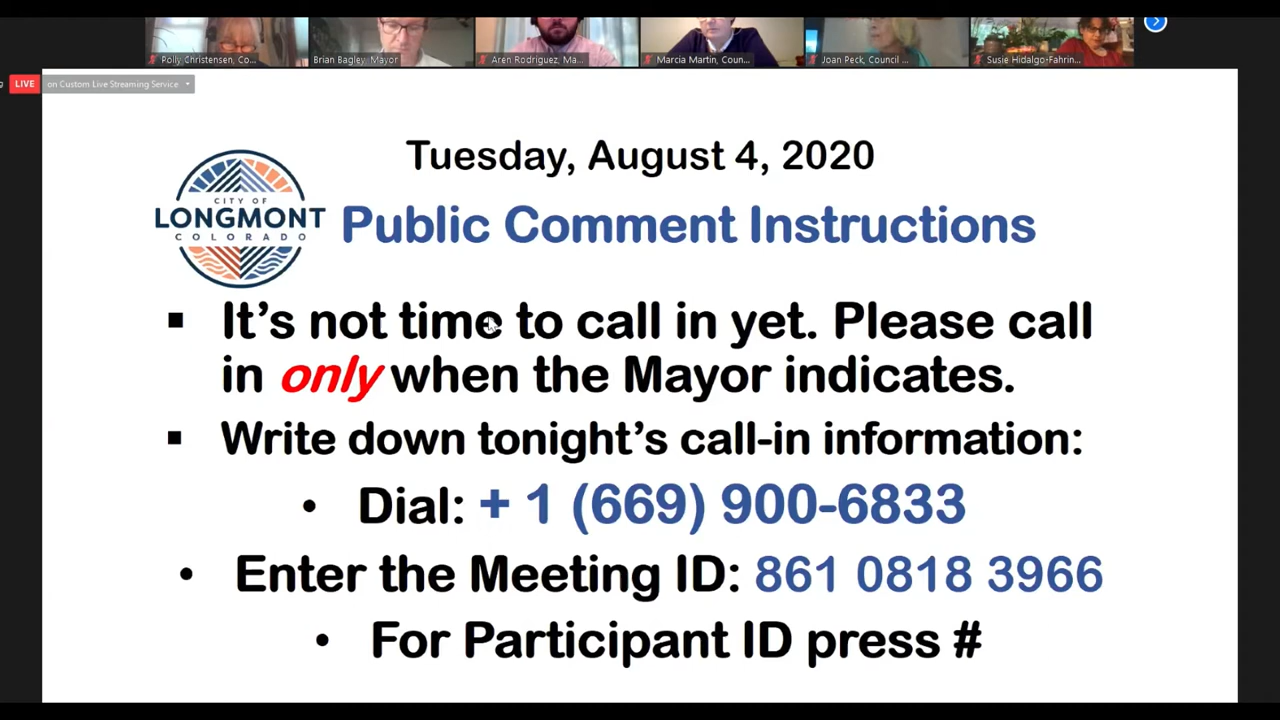 Polly Christensen, Co...
Brian Bagley, Mayor
Aren Rodriguez, Ma...
Marcia Martin, Coun...
Joan Peck, Council ...
Susie Hidalgo-Fahrin...
LIVE on Custom Live Streaming Service
Tuesday, August 4, 2020
CITY OF
LONGMONT
COLORADO
Public Comment Instructions
▪ It’s not time to call in yet. Please call
in only when the Mayor indicates.
▪ Write down tonight’s call-in information:
• Dial: + 1 (669) 900-6833
• Enter the Meeting ID: 861 0818 3966
• For Participant ID press #